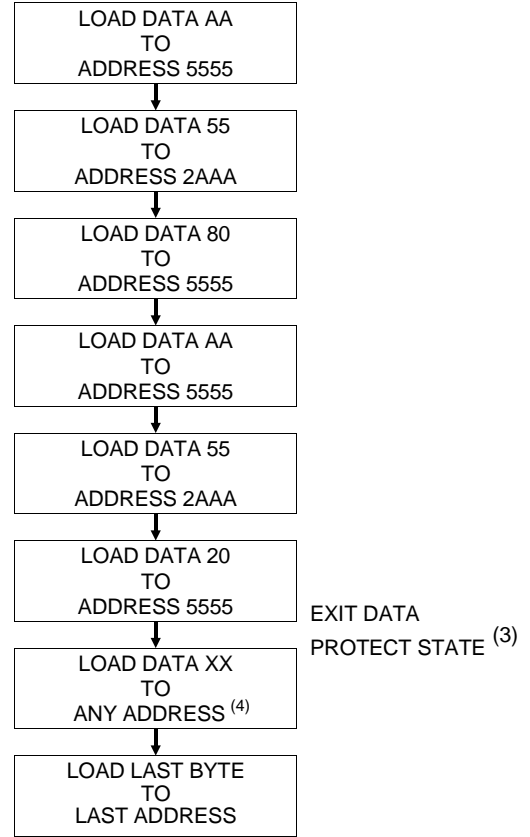 LOAD DATA AA
TO
ADDRESS 5555
LOAD DATA 55
TO
ADDRESS 2AAA
LOAD DATA 80
TO
ADDRESS 5555
LOAD DATA AA
TO
ADDRESS 5555
LOAD DATA 55
TO
ADDRESS 2AAA
LOAD DATA 20
TO
ADDRESS 5555
EXIT DATA
PROTECT STATE (3)
LOAD DATA XX
TO
ANY ADDRESS (4)
LOAD LAST BYTE
TO
LAST ADDRESS